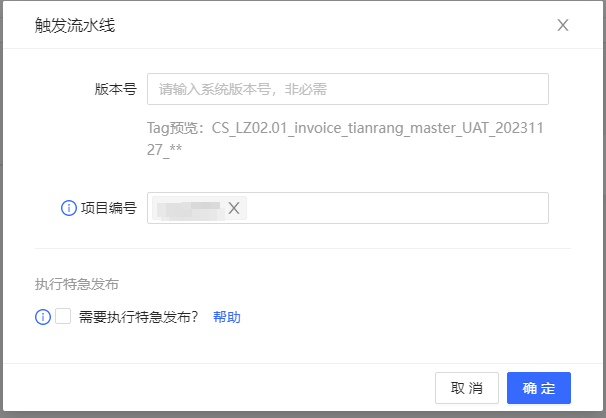 触发流水线
版本号
请输入系统版本号，非必需
Tag预览：CS_LZ02.01_invoice_tianrang_master_UAT_202311
27_**
项目编号
执行特急发布
需要执行特急发布？ 帮助
取 消 确 定